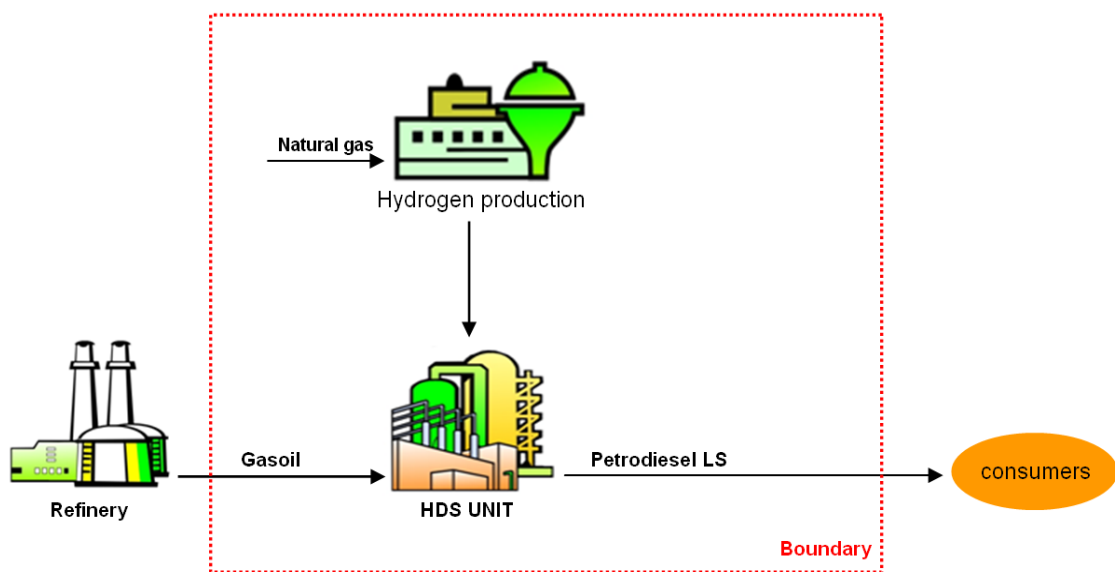 Natural gas
Hydrogen production
Gasoil
Petrodiesel LS
consumers
Refinery
HDS UNIT
Boundary